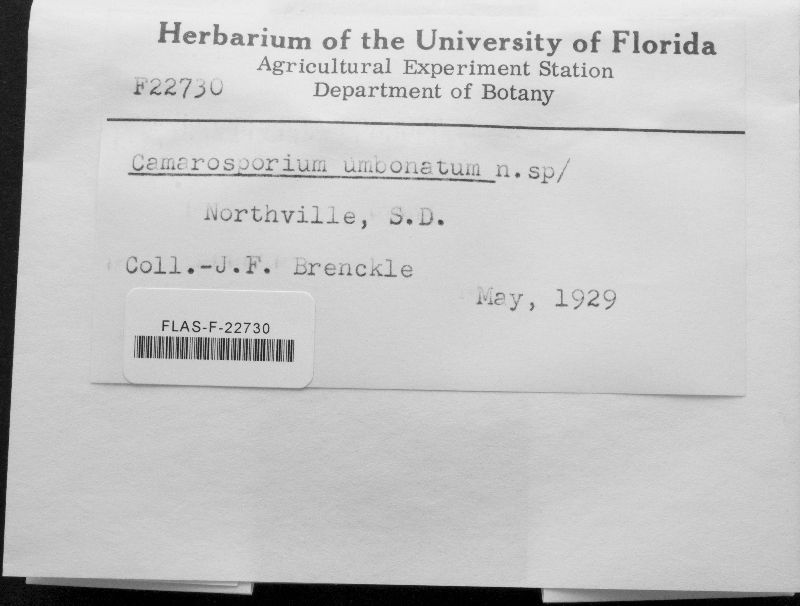 Herbarium of the University of Florida
Agricultural Experiment Station
F22730
Department of Botany
Camarosporium umbonatum n.sp/
Northville, S.D.
Coll.-J.F. Brenckle
May, 1929
FLAS-F-22730